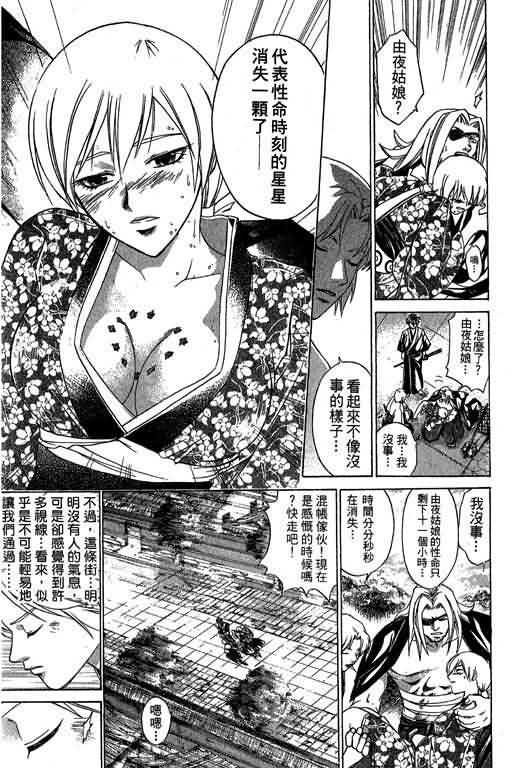 由夜姑娘？
嗚…
…怎麼了？
由夜姑娘…
我…我
沒事…
代表性命時刻的星星
消失一顆了——
看起來不像沒
事的樣子…
我沒事…
由夜姑娘的性命只
剩下十一個小時…
時間分分秒秒
在消失…
混帳傢伙！現在
是感慨的時候嗎
？快走吧！
嗯嗯…
不過，這條街…明
明沒有人的氣息，
可是卻感覺得到許
多視線…看來，似
乎是不可能輕易地
讓我們通過……